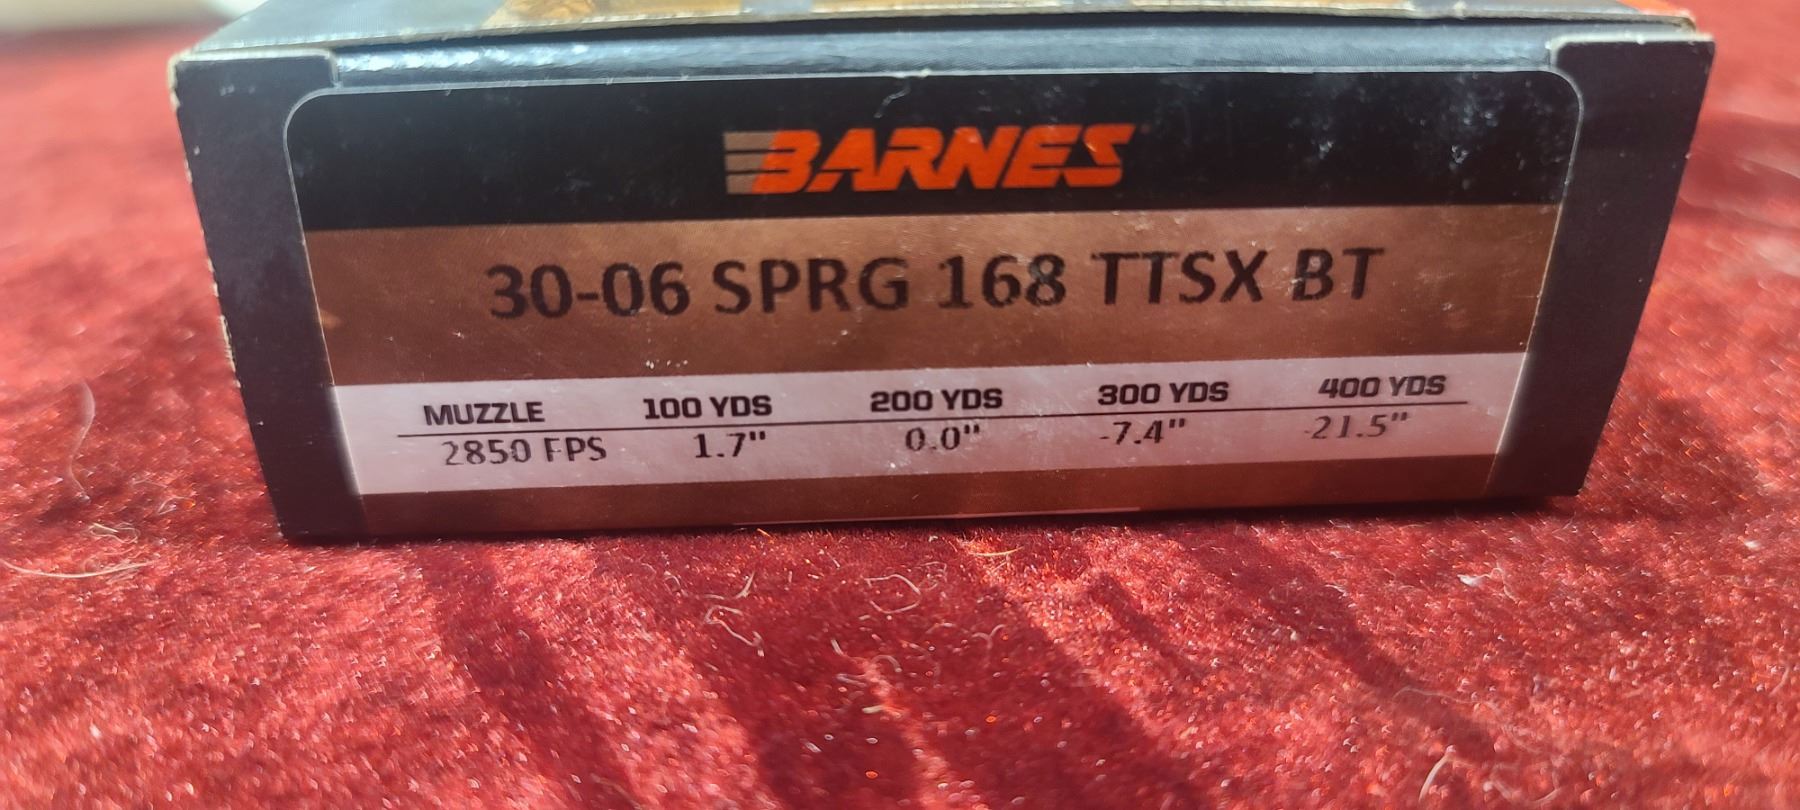 BARNES
30-06 SPRG 168 TTSX BT
MUZZLE 100 YDS 200 YDS 300 YDS 400 YDS
2850 FPS 1.7" 0.0" -7.4" -21.5"